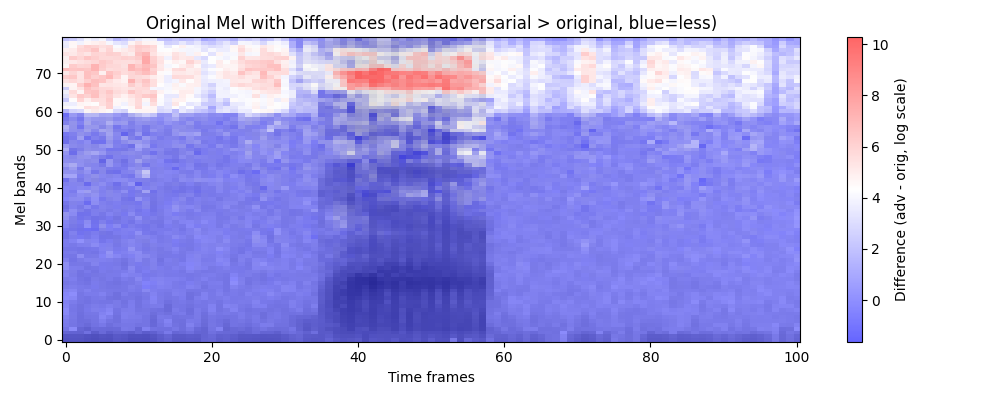 Original Mel with Differences (red=adversarial > original, blue=less)
Mel bands
70
60
50
40
30
20
10
0
0 20 40 60 80 100
Time frames
10
8
6
4
2
0
Difference (adv - orig, log scale)